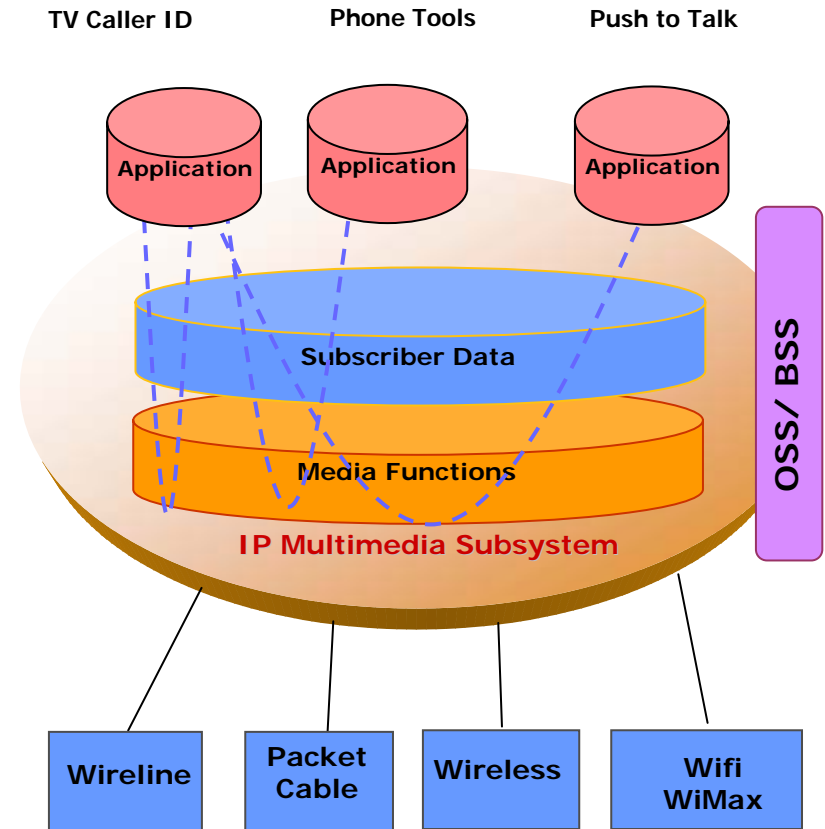 TV Caller ID
Phone Tools
Push to Talk
Application
Application
Application
Subscriber Data
Media Functions
IP Multimedia Subsystem
OSS/ BSS
Wireline
Packet
Cable
Wireless
Wifi
WiMax